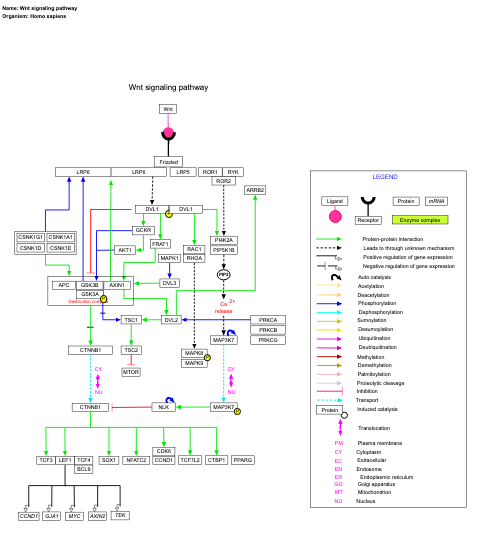 Name: Wnt signaling pathway
Organism: Homo sapiens
Wnt signaling pathway
Wnt
Frizzled
LRP6
LRP6
LRP5
ROR1
RYK
ROR2
ARRB2
DVL1
DVL1
P
GCKR
CSNK1G1
CSNK1A1
CSNK1D
CSNK1E
AKT1
FRAT1
RAC1
RHOA
PI4K2A
PIP5K1B
MAPK1
PIP3
APC
GSK3B
AXIN1
GSK3A
P
DVL3
Ca 2+
release
TSC1
DVL2
PRKCA
PRKCB
PRKCG
CTNNB1
TSC2
MAPK8
MAPK9
P
MAP3K7
MTOR
CY
NU
CY
NU
CTNNB1
NLK
MAP3K7
P
TCF3
LEF1
TCF4
BCL9
SOX1
NFATC2
CDK6
CCND1
TCF7L2
CTBP1
PPARG
CCND1
GJA1
MYC
AXIN2
TEK
LEGEND
Ligand
Receptor
Protein
mRNA
Enzyme complex
Protein-protein interaction
Leads to through unknown mechanism
Positive regulation of gene expression
Negative regulation of gene expression
Auto catalysis
Acetylation
Deacetylation
Phosphorylation
Dephosphorylation
Sumoylation
Desumoylation
Ubiquitination
Deubiquitination
Methylation
Demethylation
Palmitoylation
Proteolytic cleavage
Inhibition
Transport
Protein
Induced catalysis
Translocation
PM Plasma membrane
CY Cytoplasm
EC Extracellular
EN Endosome
ER Endoplasmic reticulum
GO Golgi apparatus
MT Mitochondrion
NU Nucleus